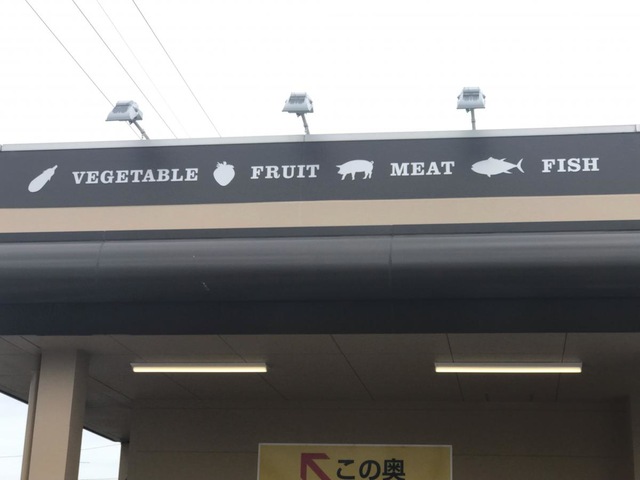 VEGETABLE FRUIT MEAT FISH
この奥